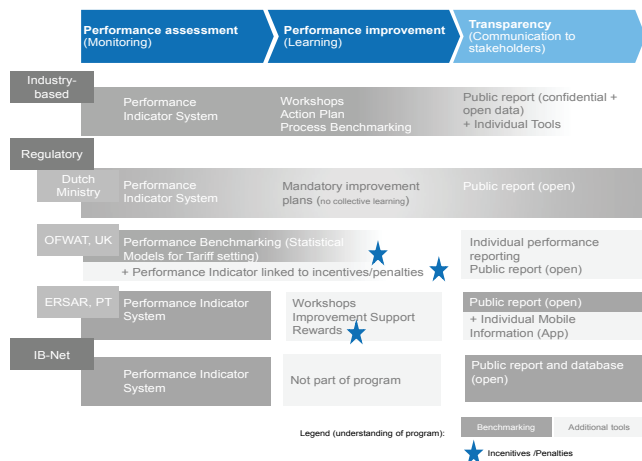 Performance assessment
(Monitoring)
Performance improvement
(Learning)
Transparency
(Communication to
stakeholders)
Industry-
based
Performance
Indicator System
Workshops
Action Plan
Process Benchmarking
Public report (confidential +
open data)
+ Individual Tools
Regulatory
Dutch
Ministry
Performance
Indicator System
Mandatory improvement
plans (no collective learning)
Public report (open)
OFWAT, UK
Performance Benchmarking (Statistical
Models for Tariff setting)
+ Performance Indicator linked to incentives/penalties
Individual performance
reporting
Public report (open)
ERSAR, PT
Performance Indicator
System
Workshops
Improvement Support
Rewards
Public report (open)
+ Individual Mobile
Information (App)
IB-Net
Performance Indicator
System
Not part of program
Public report and database
(open)
Legend (understanding of program):
Benchmarking
Additional tools
Incentives /Penalties